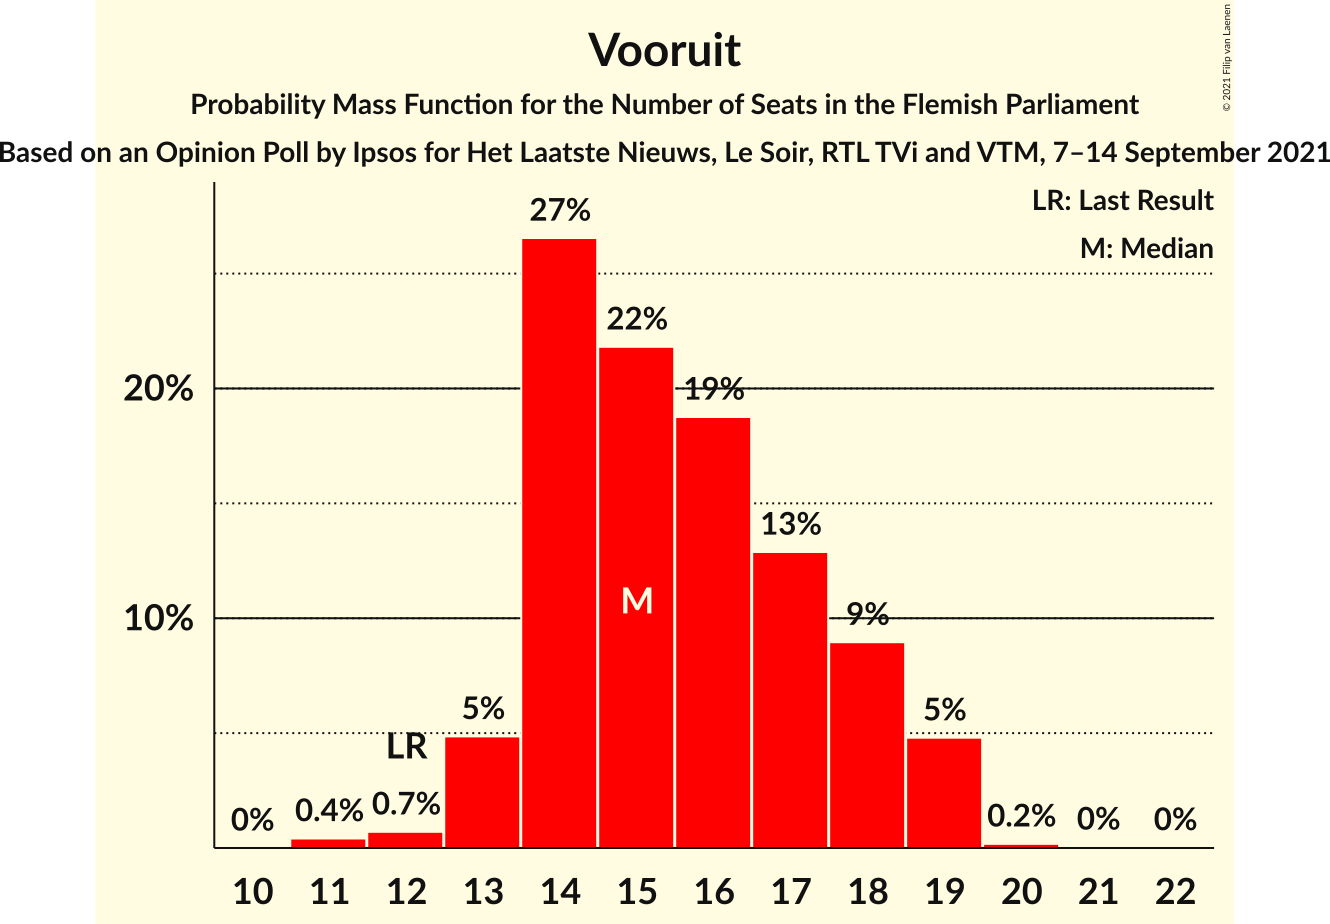 Vooruit
Probability Mass Function for the Number of Seats in the Flemish Parliament
Based on an Opinion Poll by Ipsos for Het Laatste Nieuws, Le Soir, RTL TVi and VTM, 7–14 September 2021
© 2021 Filip van Laenen
LR: Last Result
M: Median
27%
22%
20%
19%
13%
M
10%
9%
5%
5%
LR
0%
0.4%
0.7%
0.2%
0%
0%
10 11 12 13 14 15 16 17 18 19 20 21 22